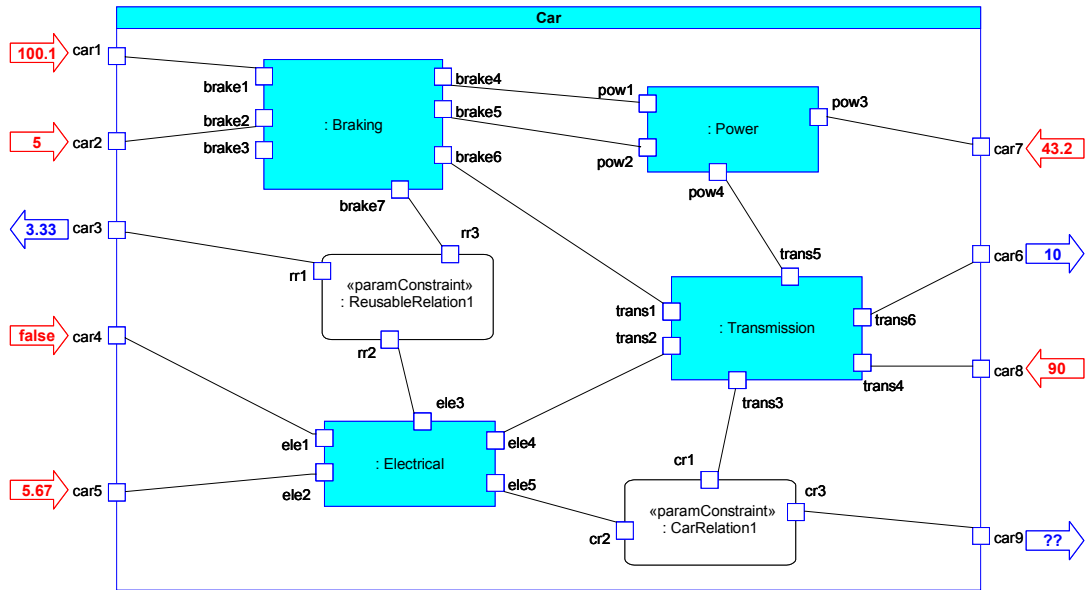 Car
100.1
car1
brake1
brake4
pow1
pow3
brake2
brake5
: Braking
: Power
5
car2
brake3
brake6
pow2
car7
43.2
pow4
brake7
3.33
car3
rr3
trans5
car6
10
rr1
«paramConstraint»
: ReusableRelation1
trans1
trans6
false
car4
trans2
: Transmission
rr2
car8
90
trans4
ele3
trans3
ele1
ele4
: Electrical
cr1
5.67
car5
ele2
ele5
cr3
«paramConstraint»
: CarRelation1
cr2
car9
??